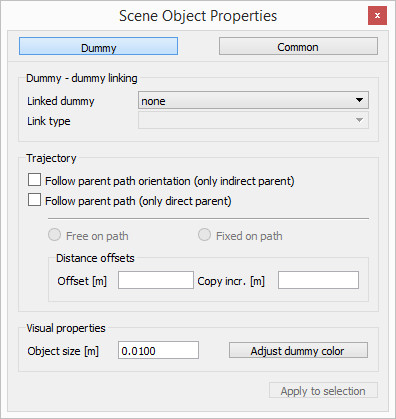 Scene Object Properties
x
Dummy Common
Dummy - dummy linking
Linked dummy none
Link type
Trajectory
Follow parent path orientation (only indirect parent)
Follow parent path (only direct parent)
Free on path Fixed on path
Distance offsets
Offset [m] Copy incr. [m]
Visual properties
Object size [m] 0.0100 Adjust dummy color
Apply to selection